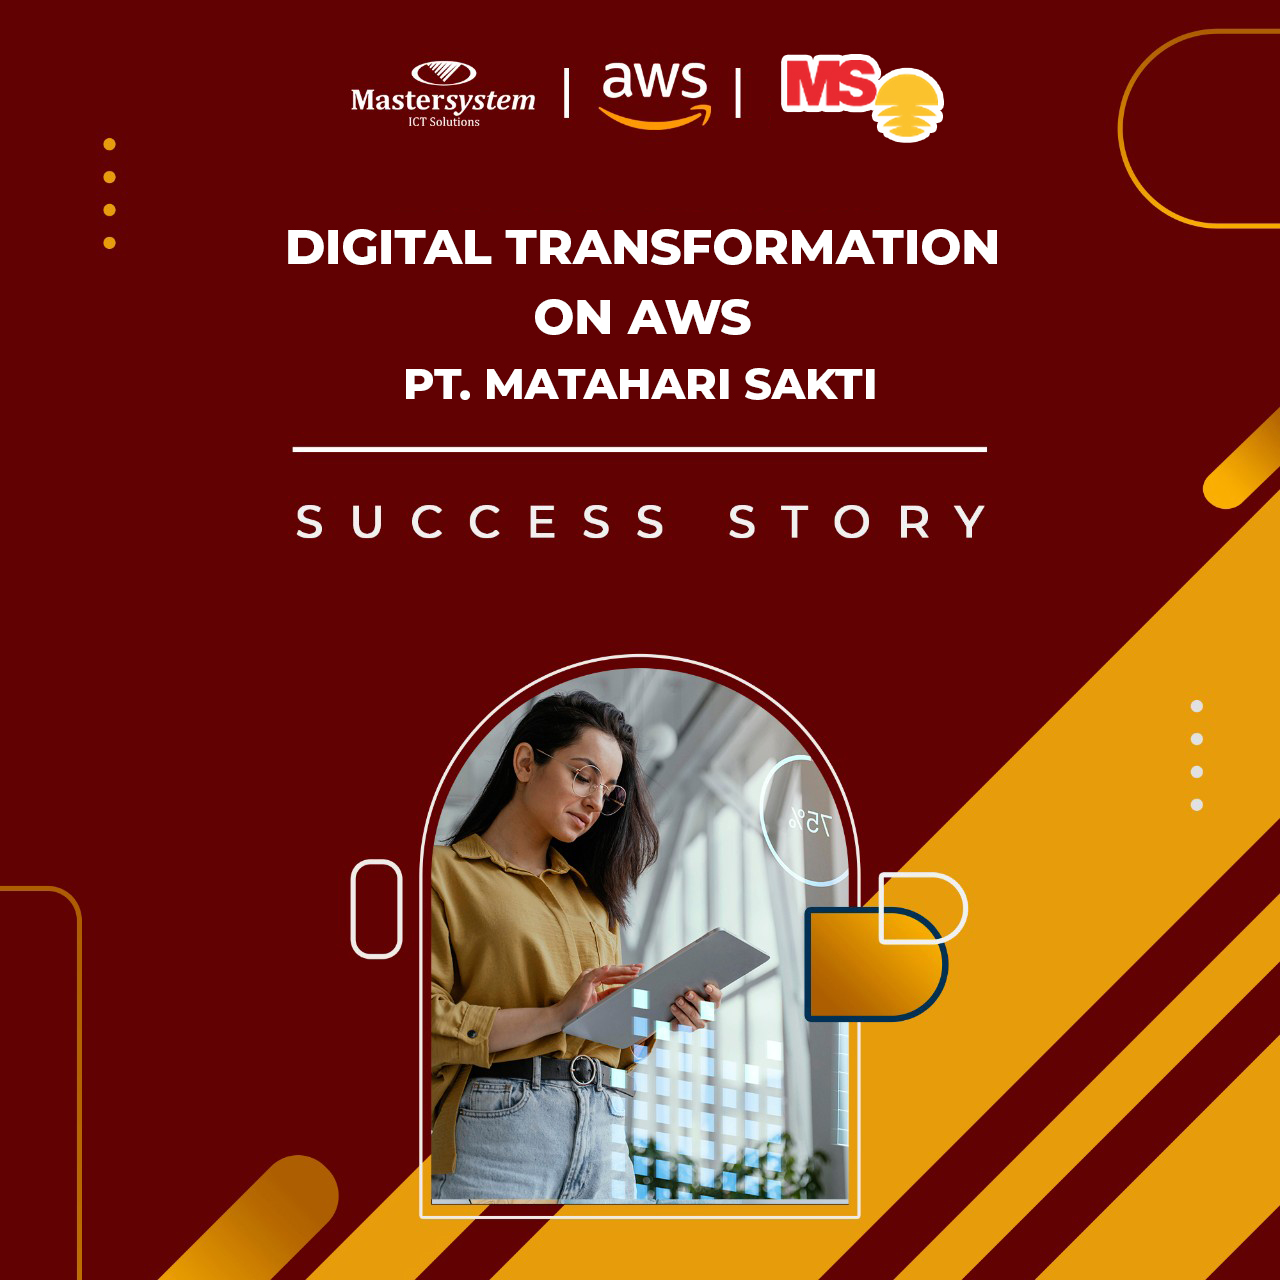 Mastersystem
ICT Solutions
aws
MS
DIGITAL TRANSFORMATION
ON AWS
PT. MATAHARI SAKTI
SUCCESS STORY
75%